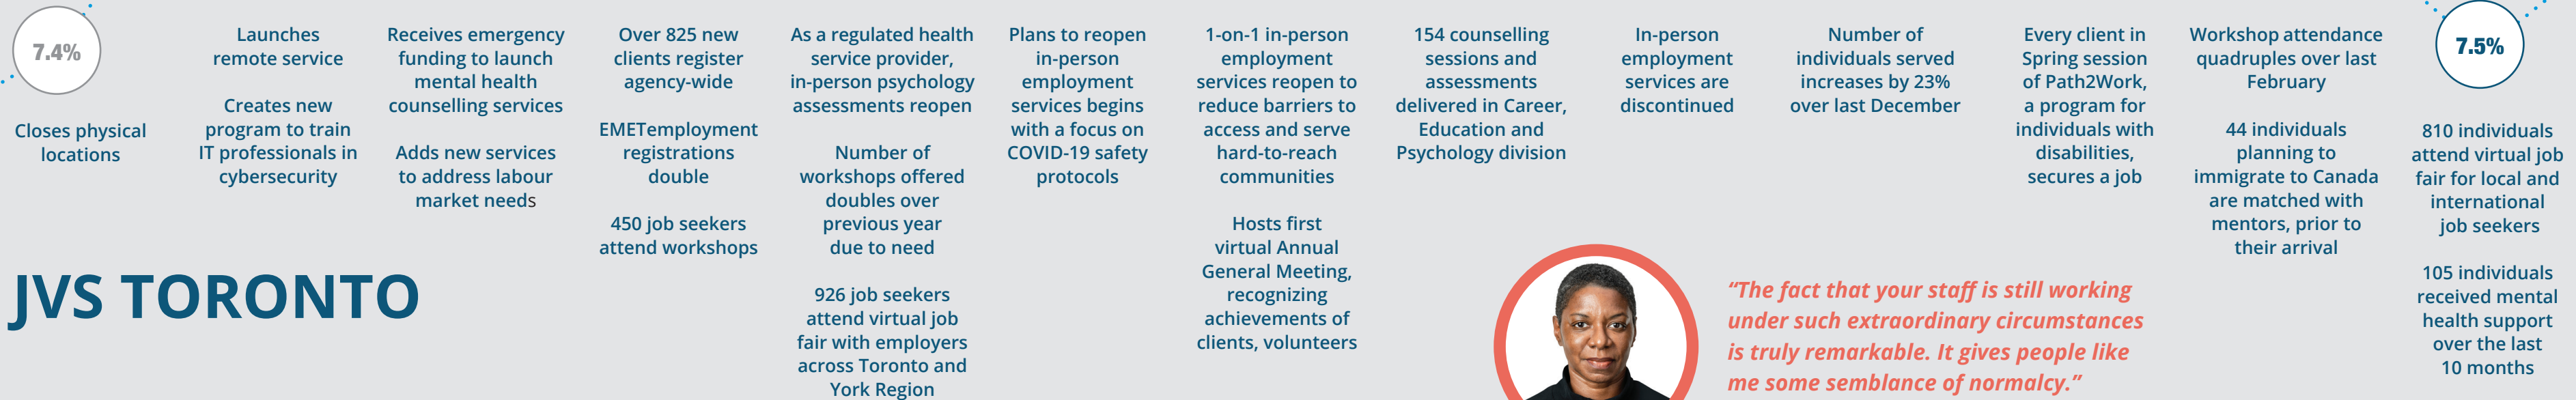 7.4%
Closes physical
locations
Launches
remote service
Creates new
program to train
IT professionals in
cybersecurity
Receives emergency
funding to launch
mental health
counselling services
Adds new services
to address labour
market needs
Over 825 new
clients register
agency-wide
EMETemployment
registrations
double
450 job seekers
attend workshops
As a regulated health
service provider,
in-person psychology
assessments reopen
Number of
workshops offered
doubles over
previous year
due to need
926 job seekers
attend virtual job
fair with employers
across Toronto and
York Region
Plans to reopen
in-person
employment
services begins
with a focus on
COVID-19 safety
protocols
1-on-1 in-person
employment
services reopen to
reduce barriers to
access and serve
hard-to-reach
communities
Hosts first
virtual Annual
General Meeting,
recognizing
achievements of
clients, volunteers
154 counselling
sessions and
assessments
delivered in Career,
Education and
Psychology division
In-person
employment
services are
discontinued
Number of
individuals served
increases by 23%
over last December
Every client in
Spring session
of Path2Work,
a program for
individuals with
disabilities,
secures a job
Workshop attendance
quadruples over last
February
44 individuals
planning to
immigrate to Canada
are matched with
mentors, prior to
their arrival
7.5%
810 individuals
attend virtual job
fair for local and
international
job seekers
105 individuals
received mental
health support
over the last
10 months
JVS TORONTO
“The fact that your staff is still working
under such extraordinary circumstances
is truly remarkable. It gives people like
me some semblance of normalcy.”